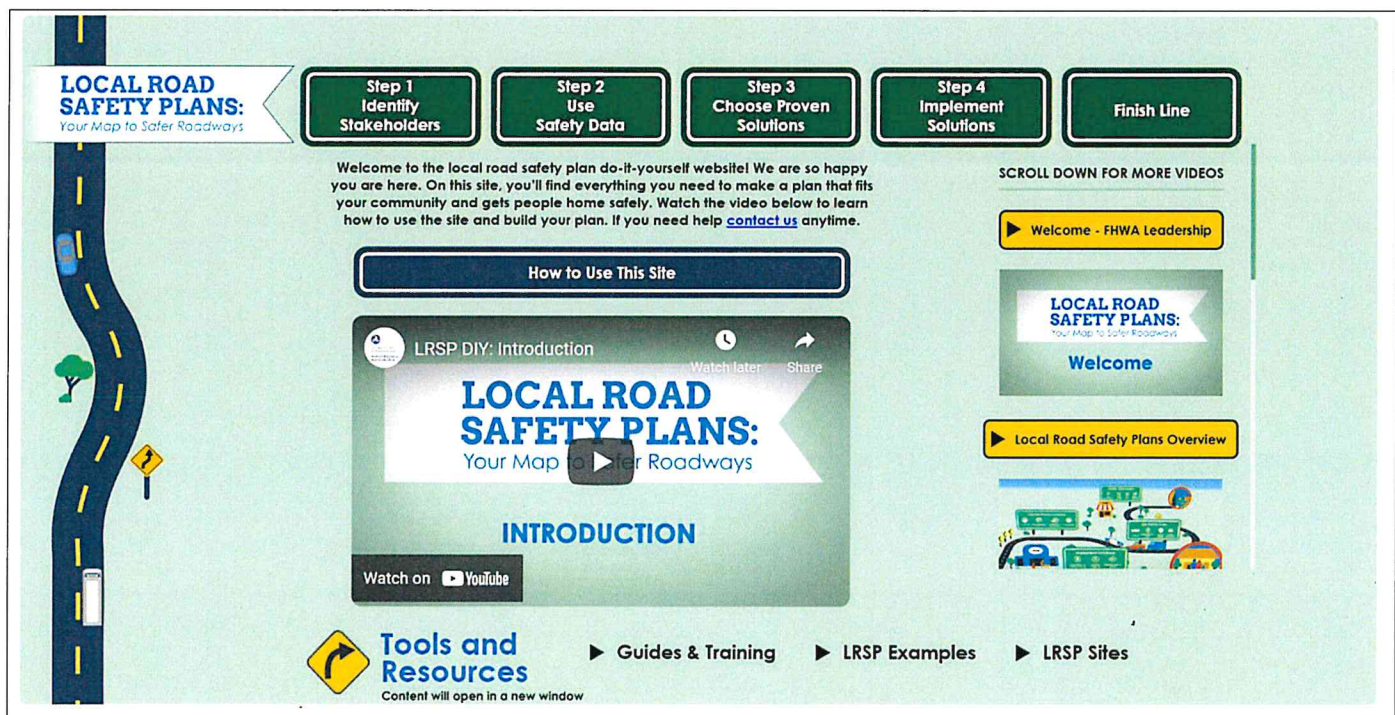 LOCAL ROAD
SAFETY PLANS:
Your Map to Safer Roadways
Step 1
Identify
Stakeholders
Step 2
Use
Safety Data
Step 3
Choose Proven
Solutions
Step 4
Implement
Solutions
Finish Line
Welcome to the local road safety plan do-it-yourself website! We are so happy
you are here. On this site, you'll find everything you need to make a plan that fits
your community and gets people home safely. Watch the video below to learn
how to use the site and build your plan. If you need help contact us anytime.
How to Use This Site
LRSP DIY: Introduction
Watch later
Share
LOCAL ROAD
SAFETY PLANS:
Your Map to Safer Roadways
INTRODUCTION
Watch on YouTube
SCROLL DOWN FOR MORE VIDEOS
Welcome - FHWA Leadership
LOCAL ROAD
SAFETY PLANS:
Your Map to Safer Roadways
Welcome
Local Road Safety Plans Overview
Tools and
Resources
Content will open in a new window
Guides & Training
LRSP Examples
LRSP Sites